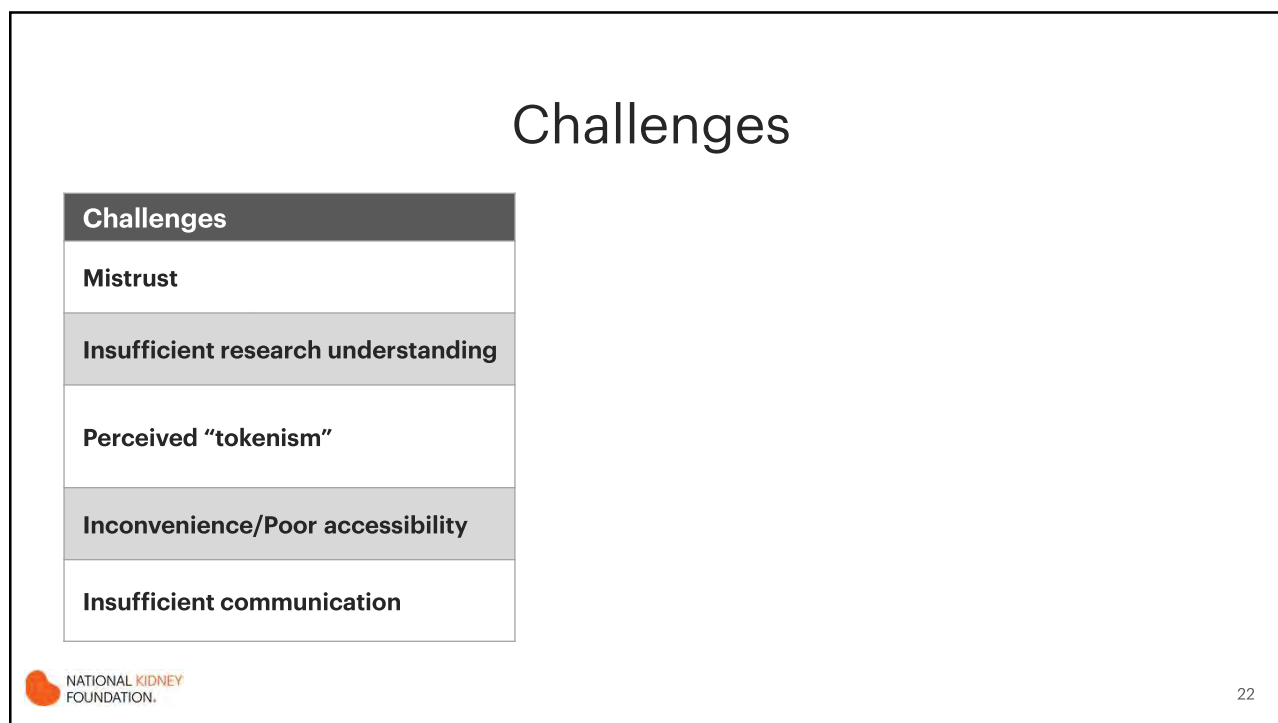 Challenges
Challenges
Mistrust
Insufficient research understanding
Perceived “tokenism”
Inconvenience/Poor accessibility
Insufficient communication
NATIONAL KIDNEY
FOUNDATION.
22